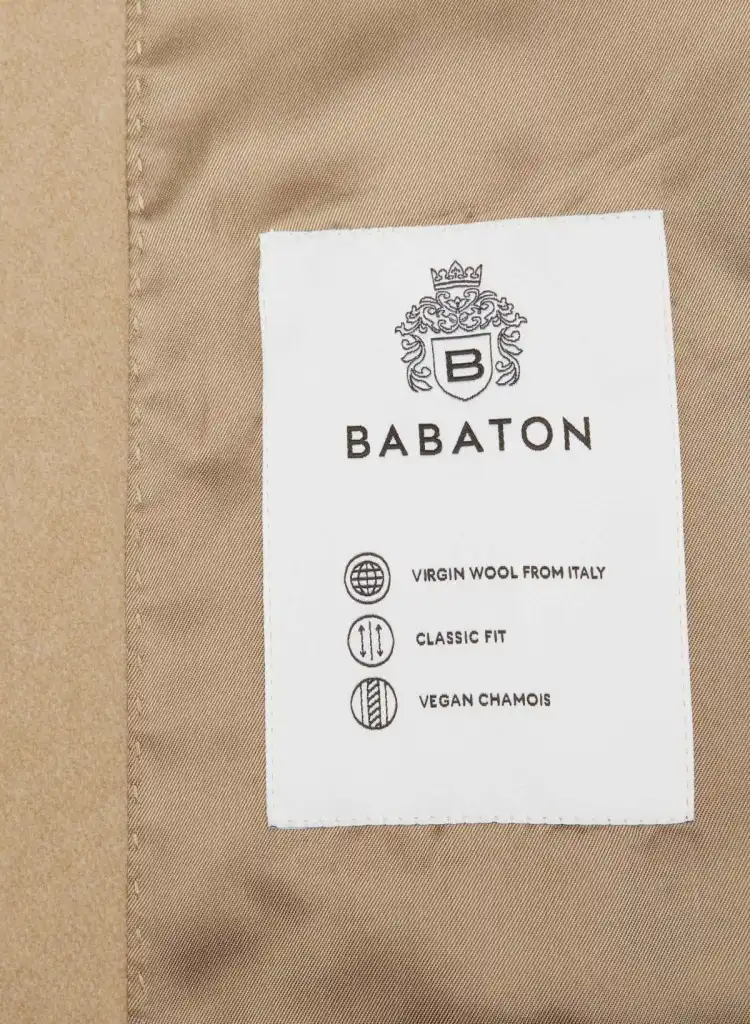 B
BABATON
VIRGIN WOOL FROM ITALY
CLASSIC FIT
VEGAN CHAMOIS